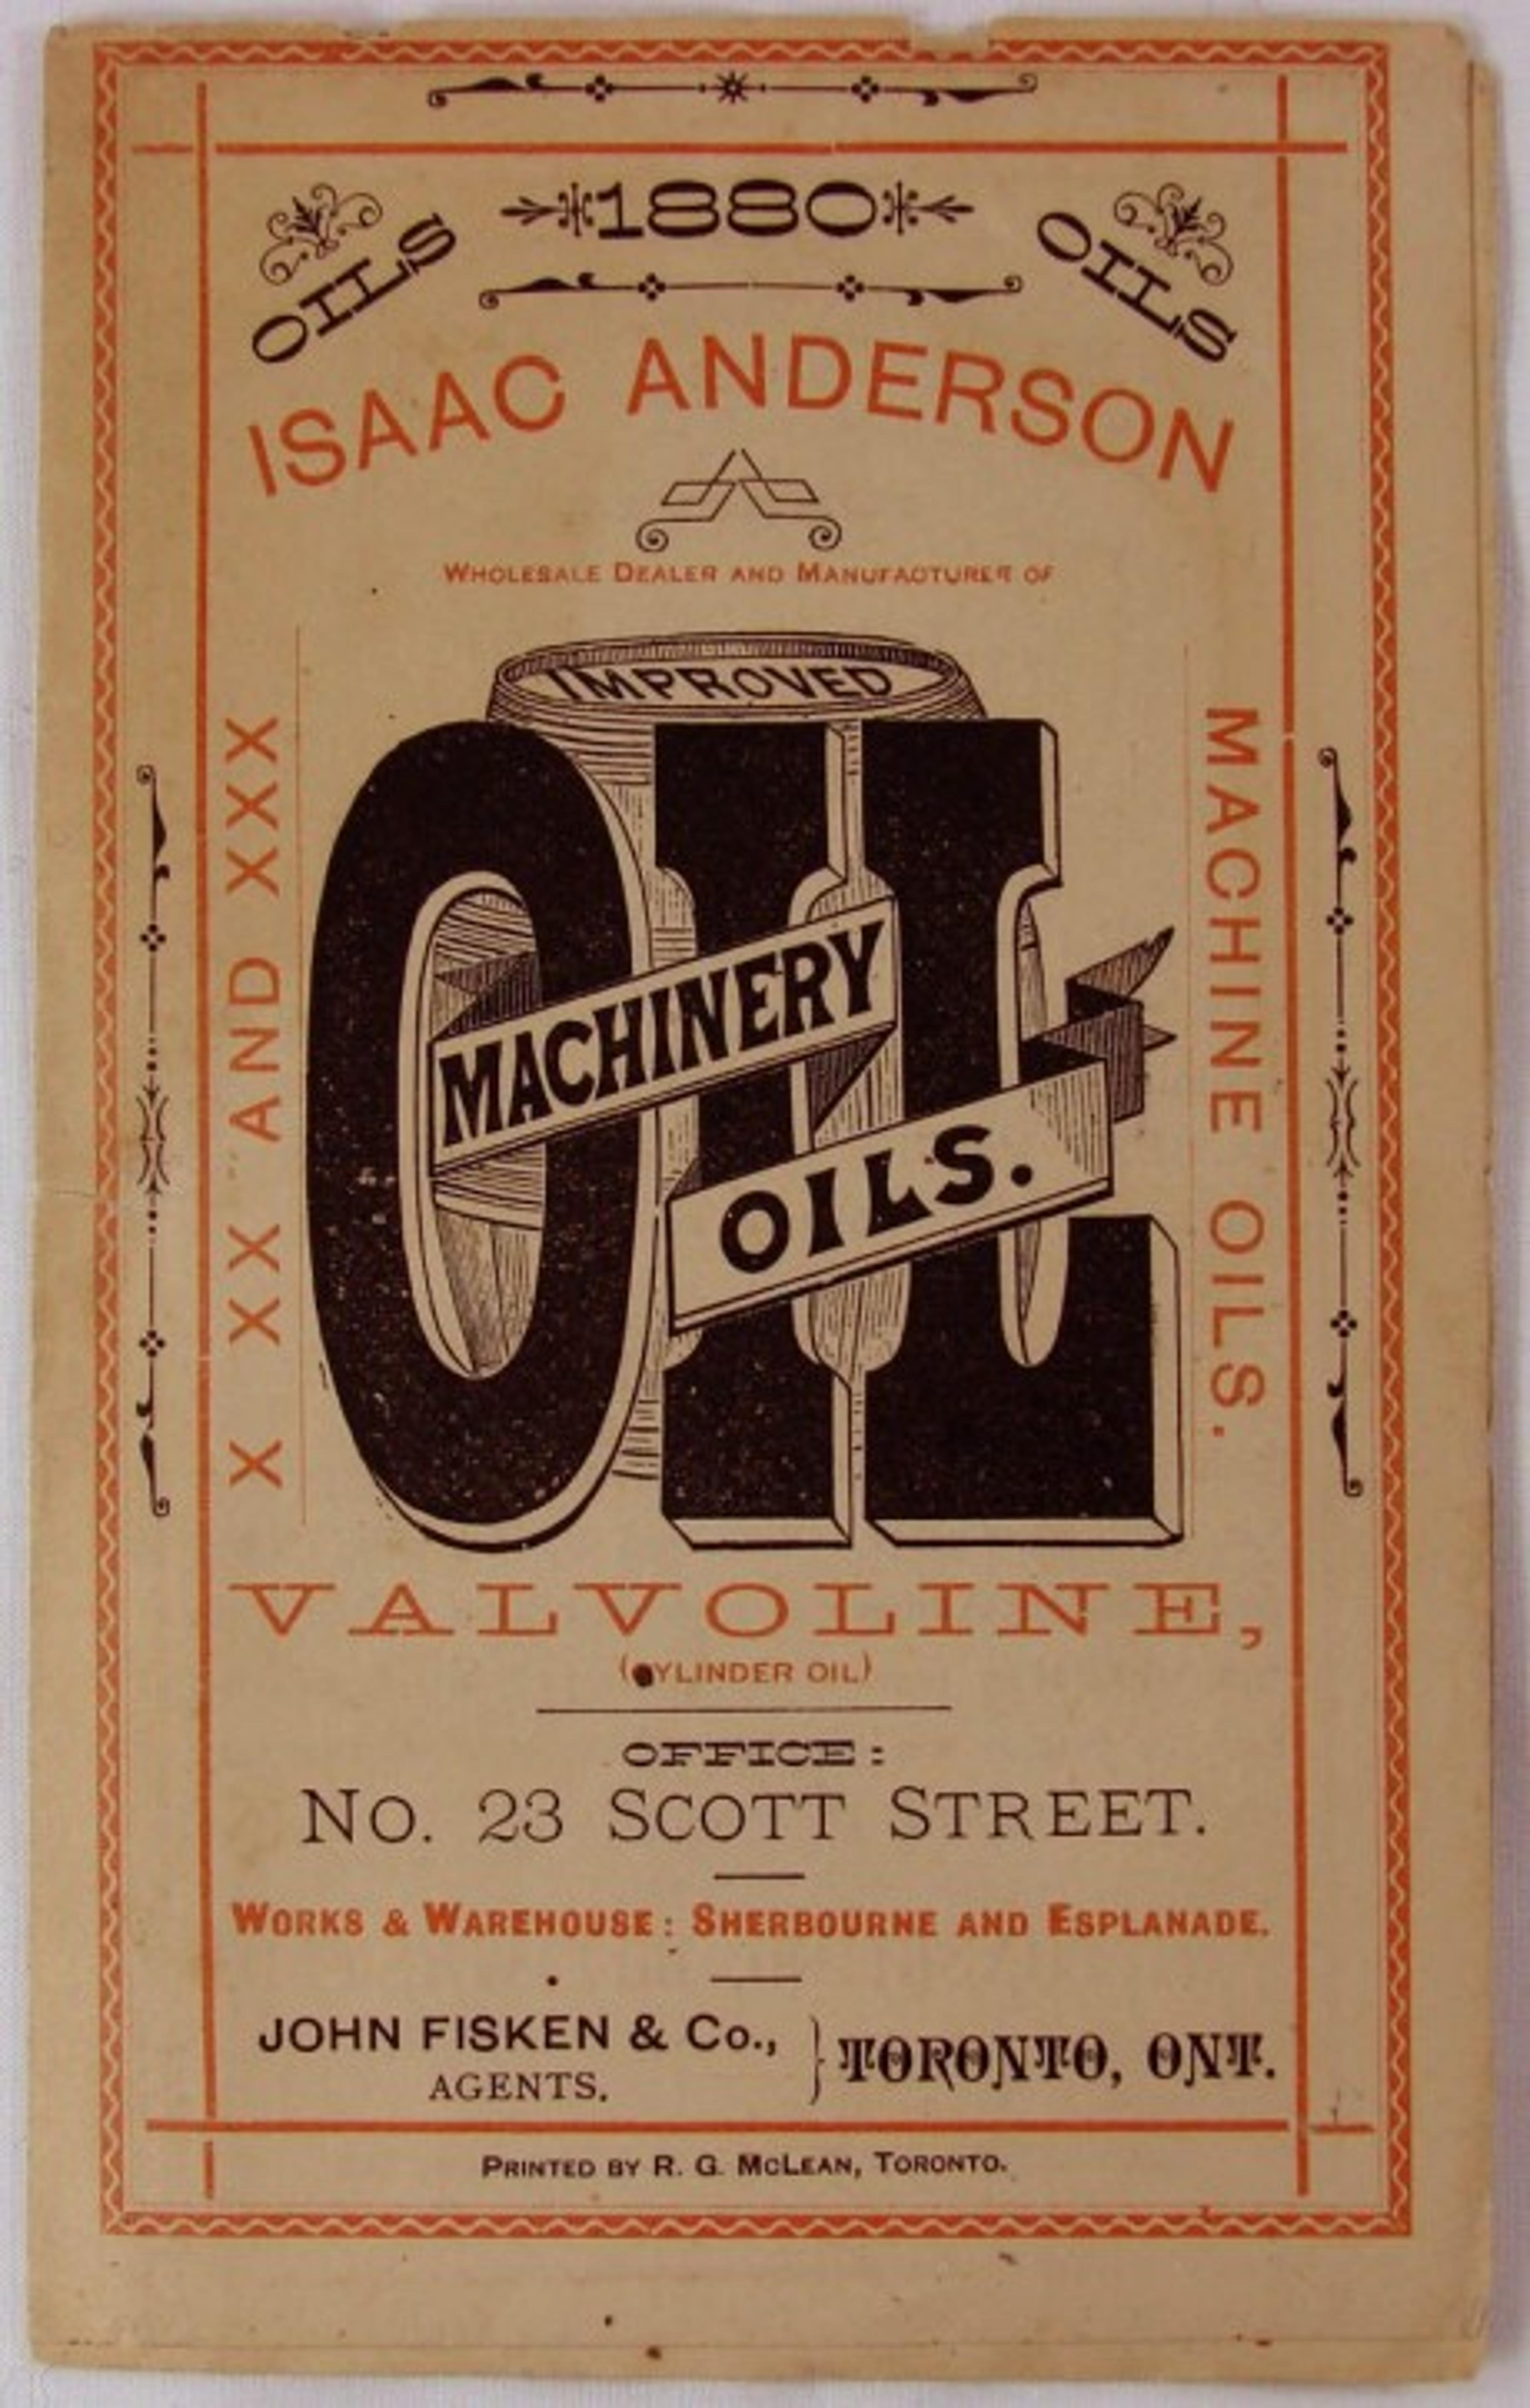 OILS 1880 OILS
ISAAC ANDERSON
WHOLESALE DEALER AND MANUFACTURER OF
X XX AND XXX
IMPROVED
OIL
MACHINERY
OILS.
MACHINE OILS.
VALVOLINE,
(CYLINDER OIL)
OFFICE:
No. 23 SCOTT STREET.
WORKS & WAREHOUSE: SHERBOURNE AND ESPLANADE.
JOHN FISKEN & Co.,
AGENTS.
TORONTO, ONT.
PRINTED BY R. G. McLEAN, TORONTO.